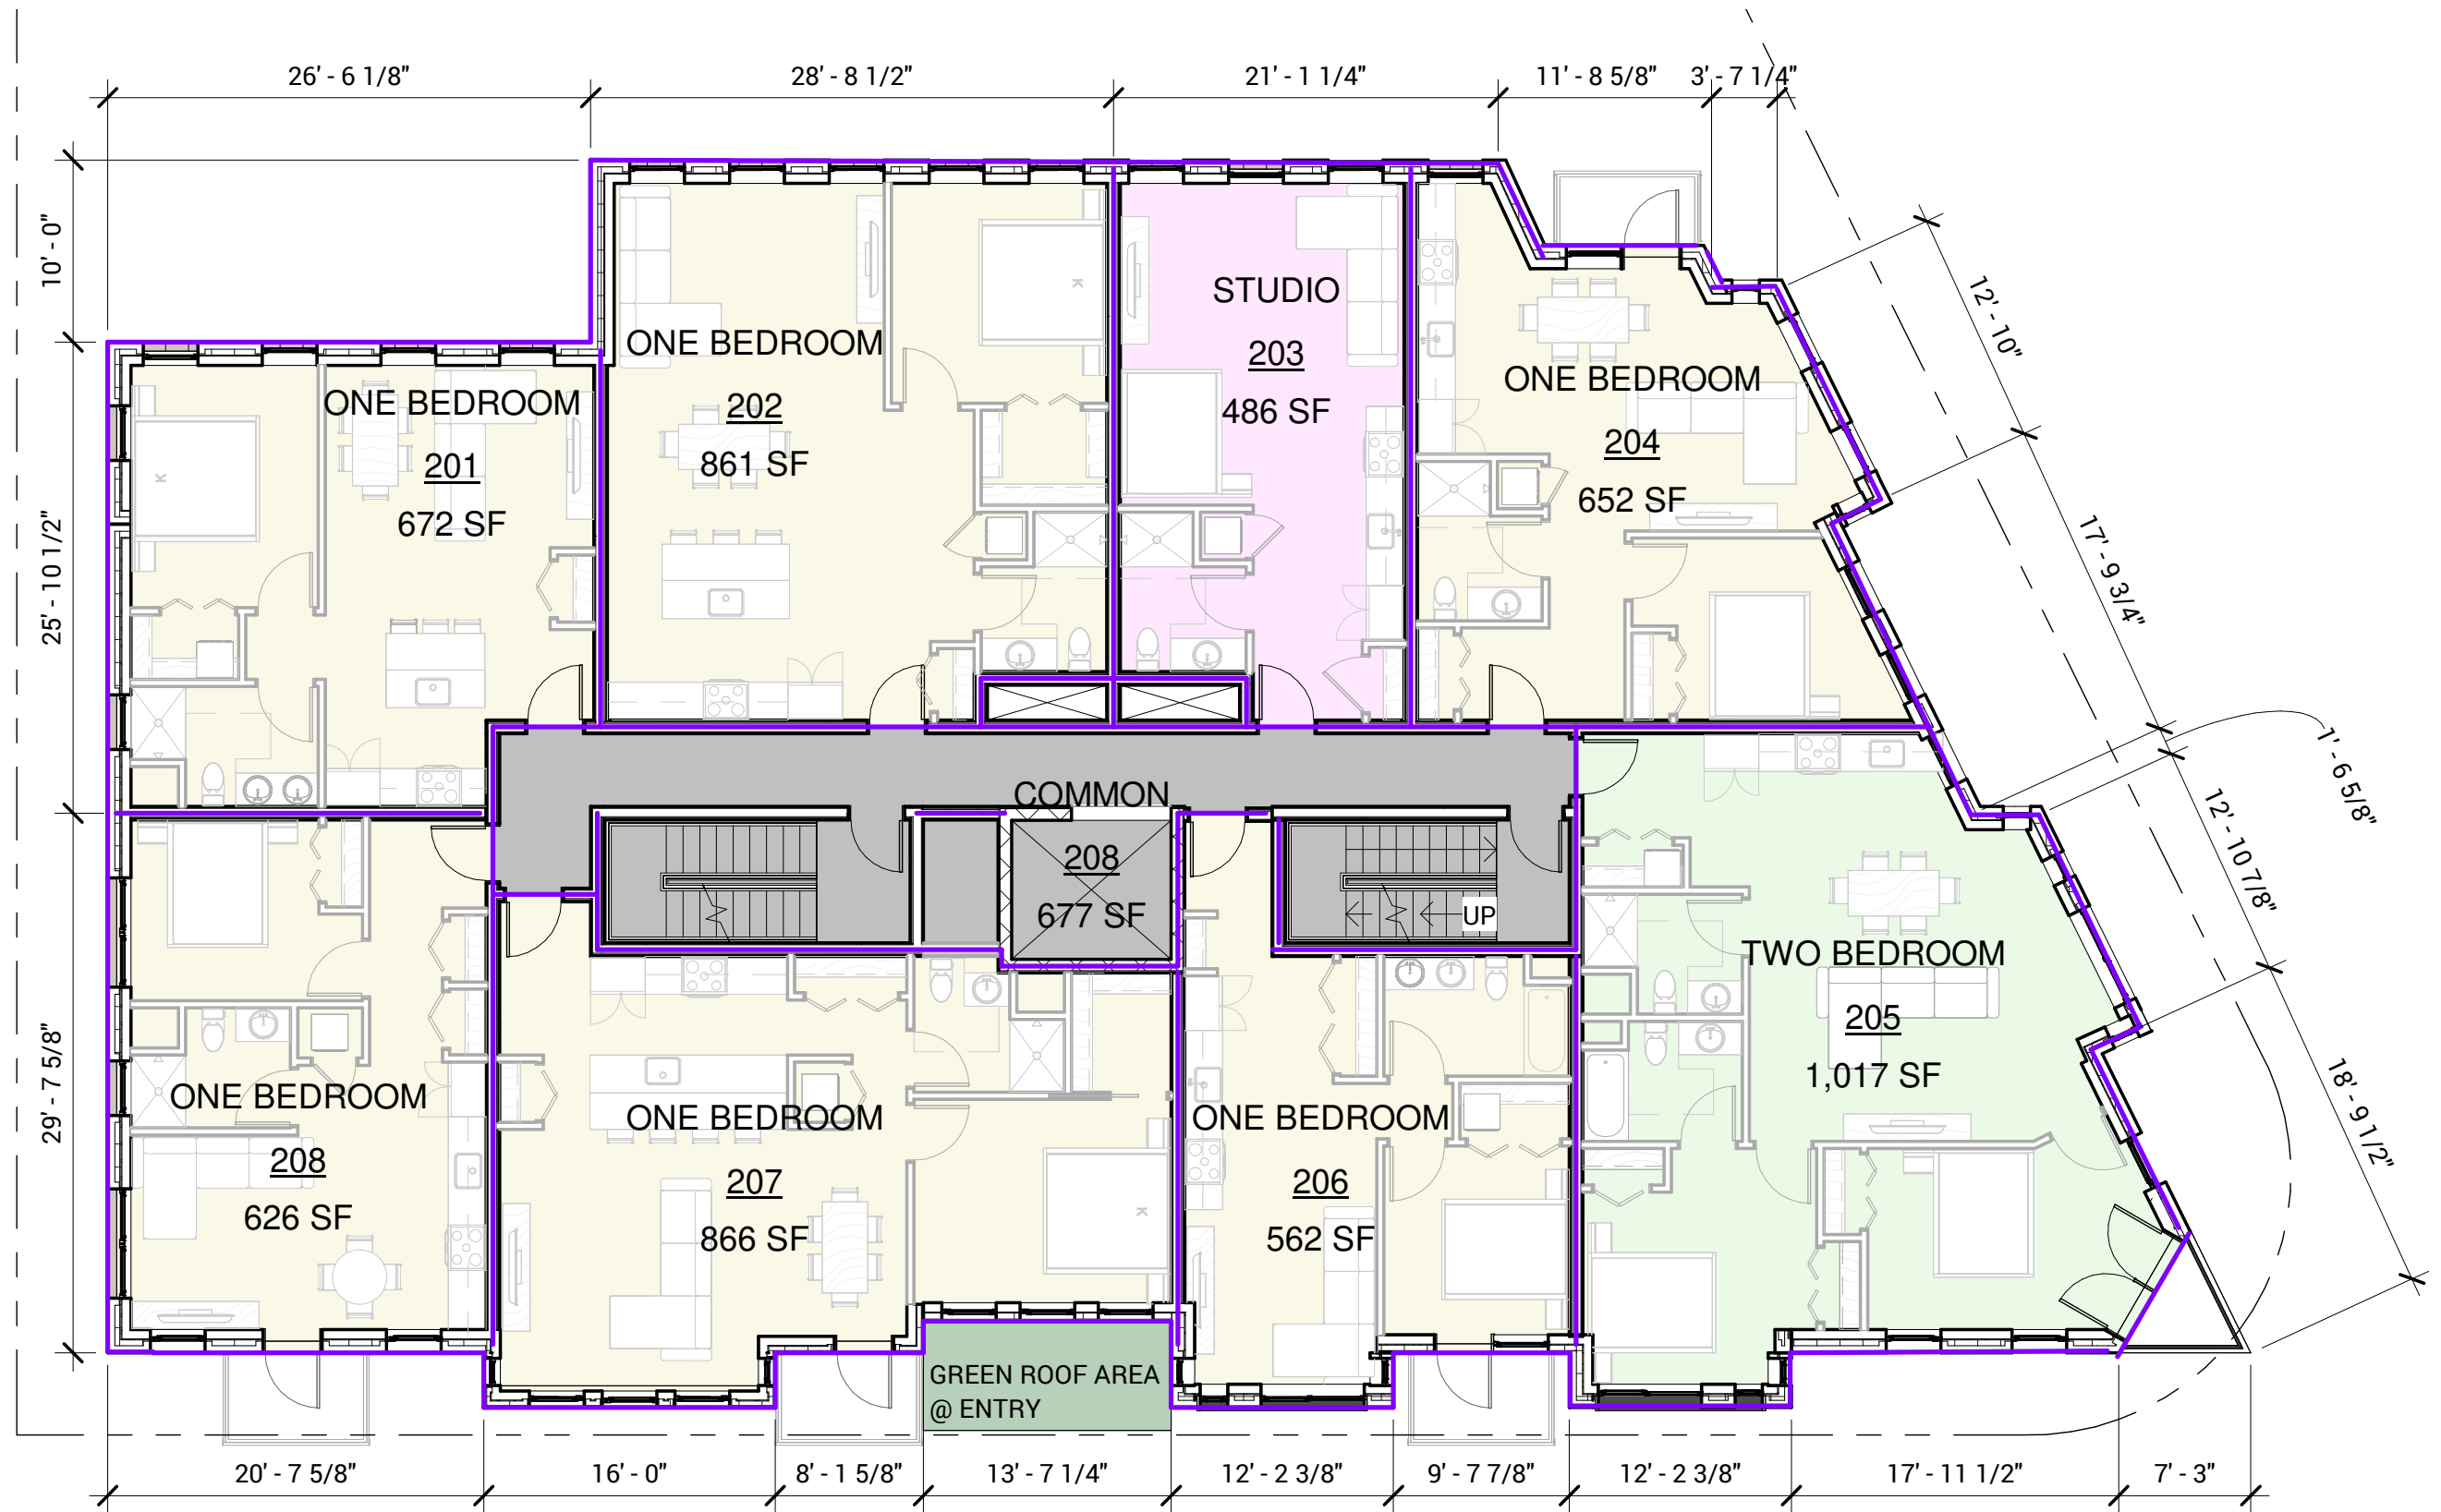 26' - 6 1/8"
28' - 8 1/2"
21' - 1 1/4"
11' - 8 5/8"
3' - 7 1/4"
10' - 0"
25' - 10 1/2"
29' - 7 5/8"
12' - 10"
17' - 9 3/4"
1' - 6 5/8"
12' - 10 7/8"
18' - 9 1/2"
ONE BEDROOM
201
672 SF
K
ONE BEDROOM
202
861 SF
K
STUDIO
203
486 SF
ONE BEDROOM
204
652 SF
COMMON
208
677 SF
UP
TWO BEDROOM
205
1,017 SF
ONE BEDROOM
208
626 SF
ONE BEDROOM
207
866 SF
K
ONE BEDROOM
206
562 SF
GREEN ROOF AREA
@ ENTRY
20' - 7 5/8"
16' - 0"
8' - 1 5/8"
13' - 7 1/4"
12' - 2 3/8"
9' - 7 7/8"
12' - 2 3/8"
17' - 11 1/2"
7' - 3"